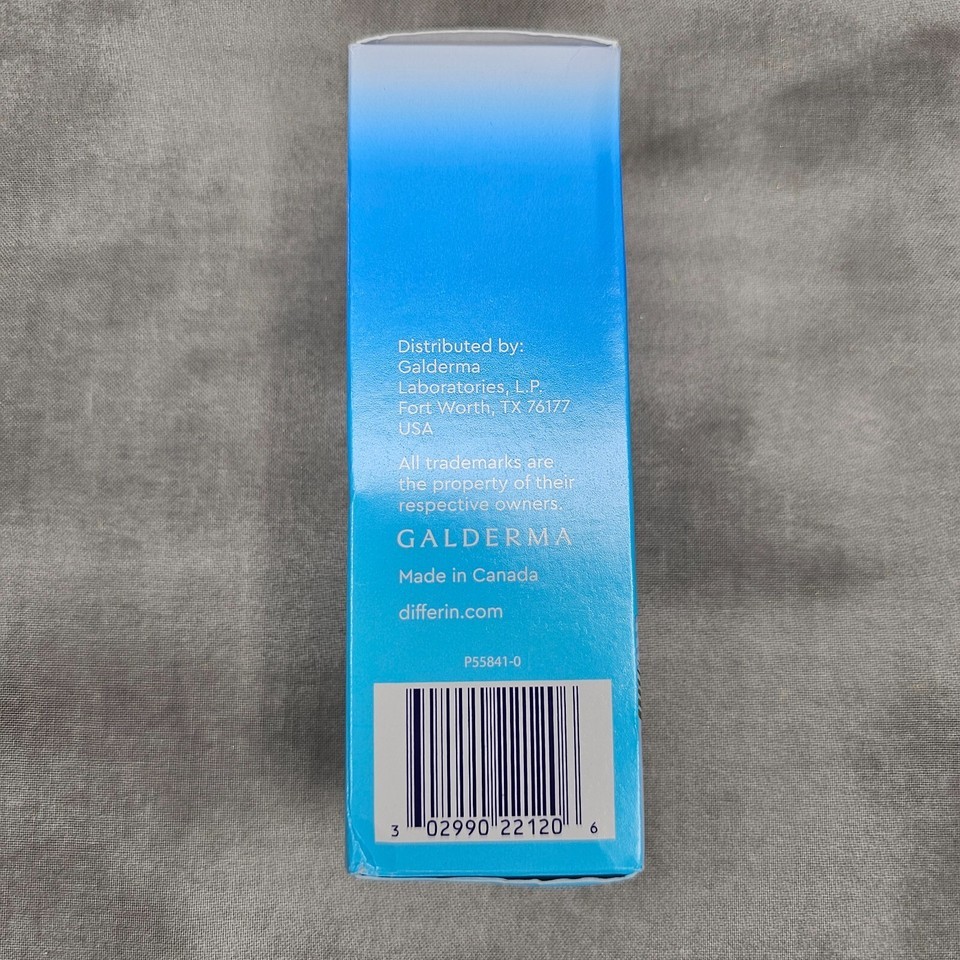 Distributed by:
Galderma
Laboratories, L.P.
Fort Worth, TX 76177
USA
All trademarks are
the property of their
respective owners.
GALDERMA
Made in Canada
differin.com
P55841-0
3 02990 22120 6